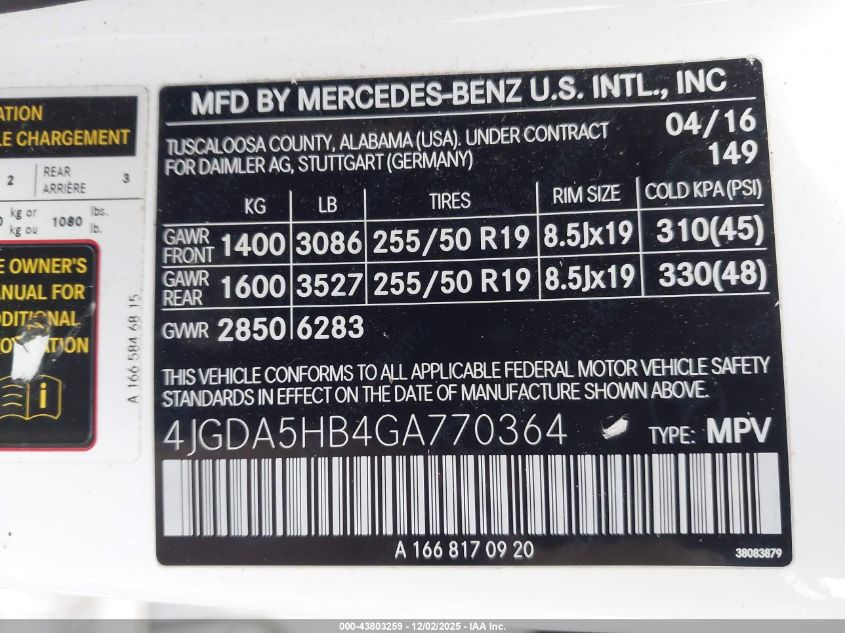 MFD BY MERCEDES-BENZ U.S. INTL., INC
TUSCALOOSA COUNTY, ALABAMA (USA). UNDER CONTRACT
FOR DAIMLER AG, STUTTGART (GERMANY)
04/16
149
KG LB TIRES RIM SIZE COLD KPA(PSI)
GAWR FRONT 1400 3086 255/50 R19 8.5Jx19 310(45)
GAWR REAR 1600 3527 255/50 R19 8.5Jx19 330(48)
GVWR 2850 6283
THIS VEHICLE CONFORMS TO ALL APPLICABLE FEDERAL MOTOR VEHICLE SAFETY
STANDARDS IN EFFECT ON THE DATE OF MANUFACTURE SHOWN ABOVE.
4JGDA5HB4GA770364 TYPE: MPV
A 166 817 09 20
38083879
CHARGEMENT
2 REAR ARRIÈRE 3
kg or
kg ou
1080 lbs.
lb.
OWNER'S
FOR
A 166 584 68 15
000-43803259 - 12/02/2025 - IAA Inc.